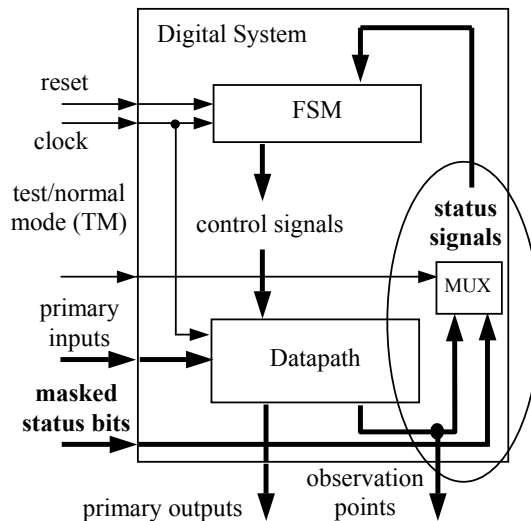 Digital System
reset
FSM
clock
test/normal
mode (TM)
control signals
status
signals
MUX
primary
inputs
Datapath
masked
status bits
observation
points
primary outputs